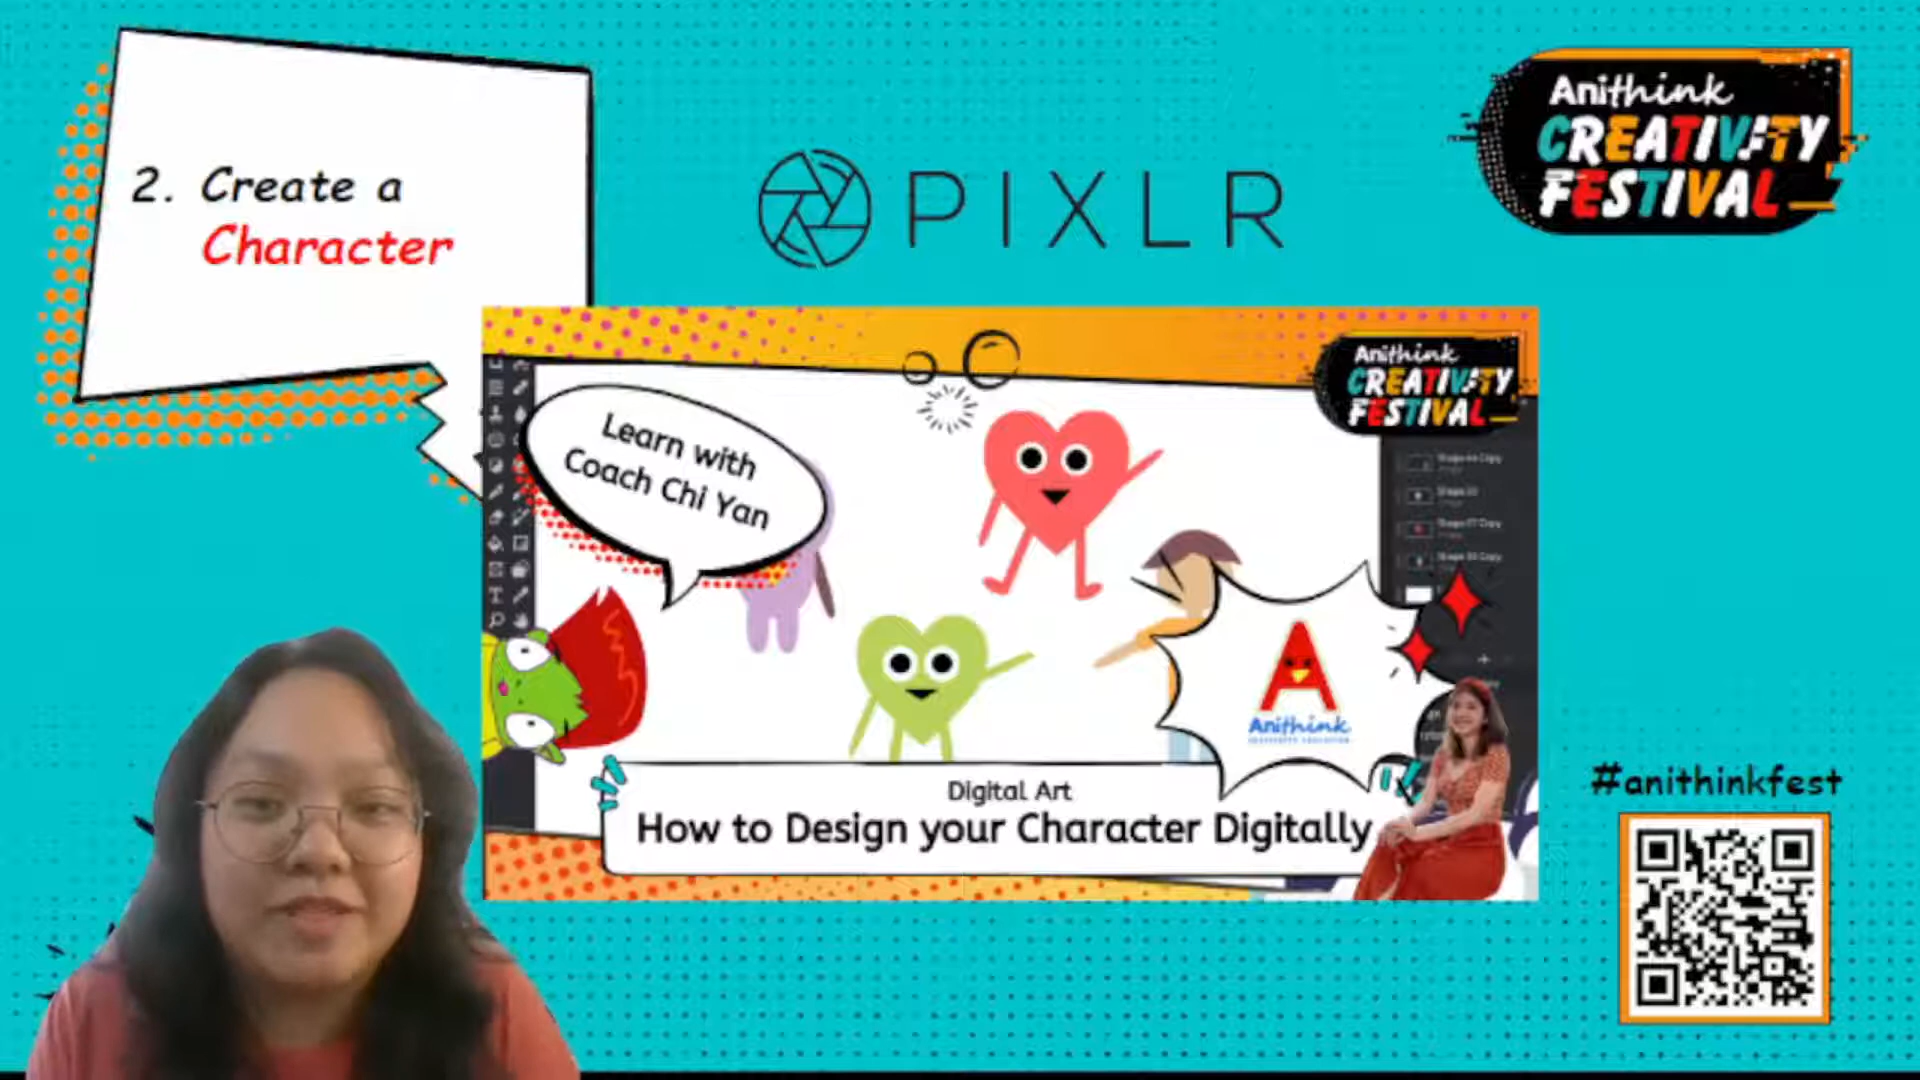 2. Create a
Character
PIXLR
Anithink
CREATIVITY
FESTIVAL
Anithink
CREATIVITY
FESTIVAL
Learn with
Coach Chi Yan
A
Anithink
Digital Art
How to Design your Character Digitally
#anithinkfest